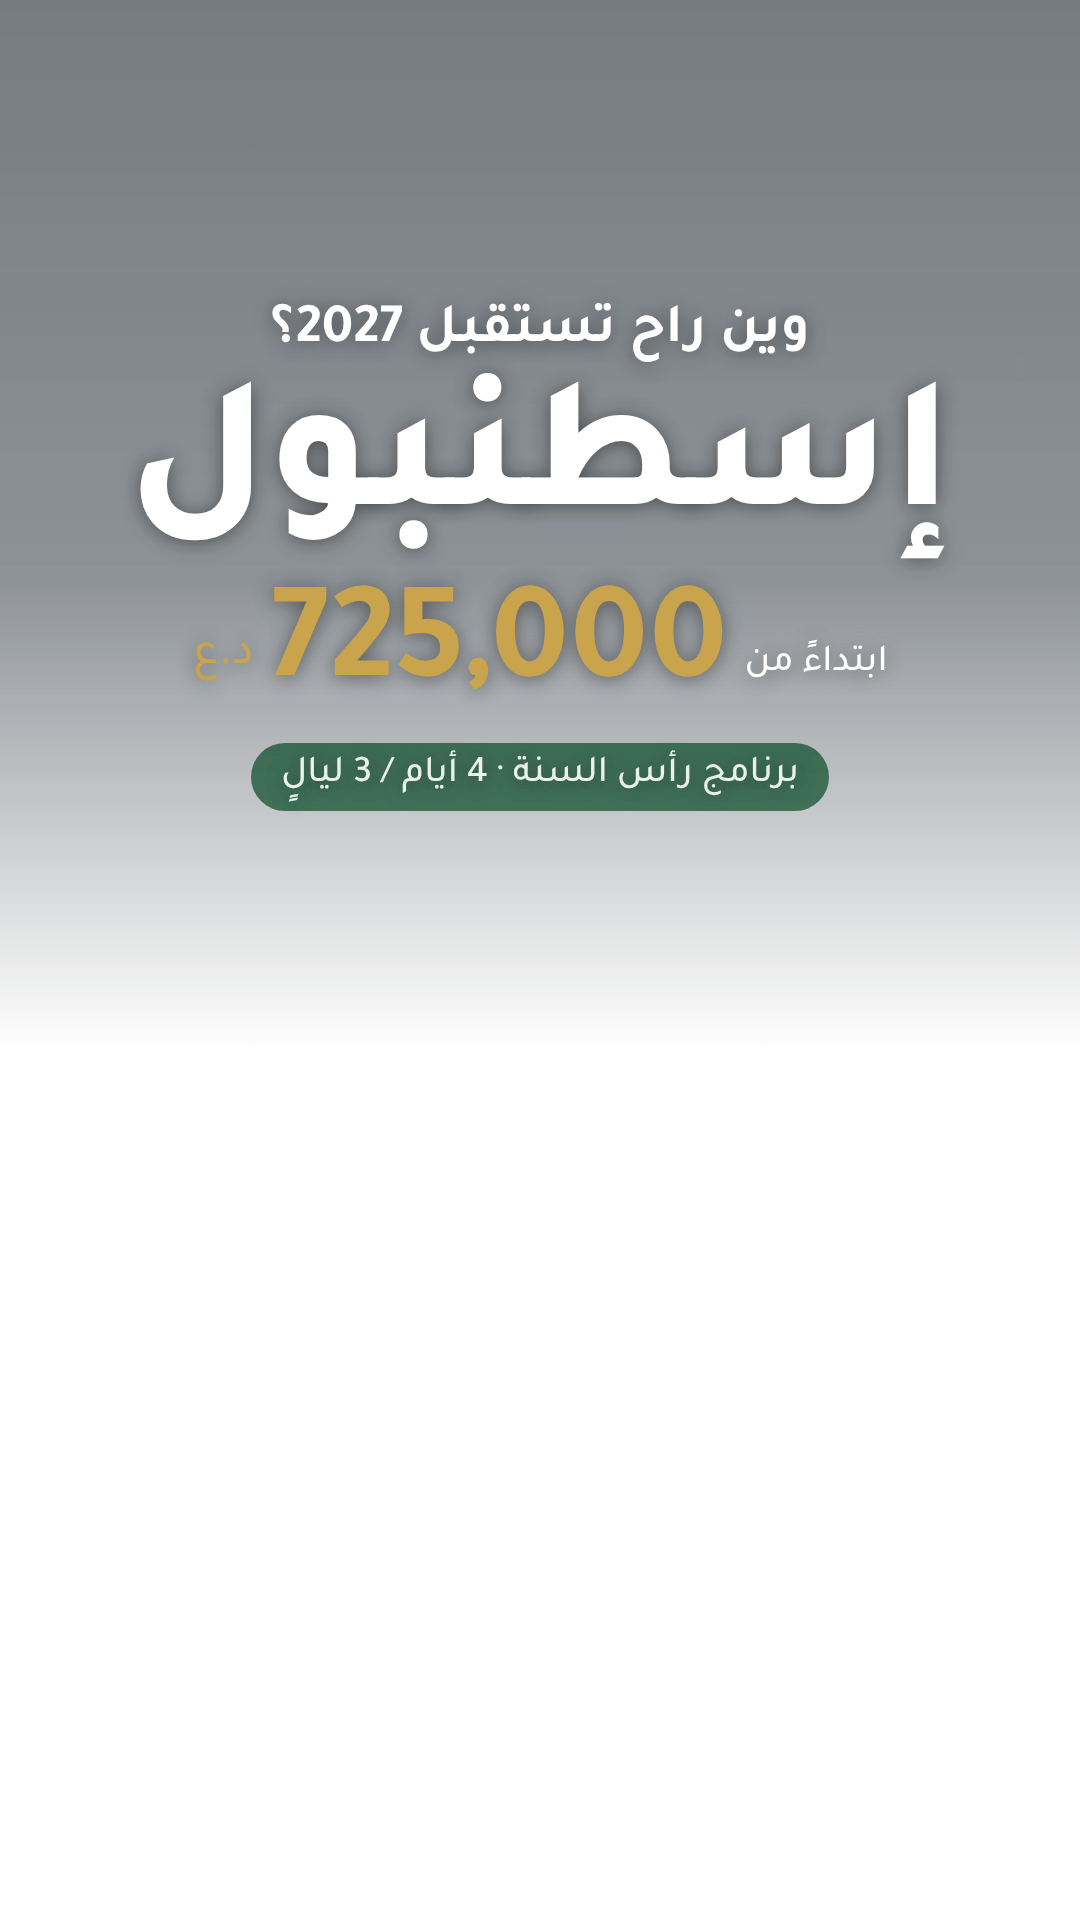 وين راح تستقبل 2027؟
إسطنبول
ابتداءً من 725,000 د.ع
برنامج رأس السنة · 4 أيام / 3 ليالٍ